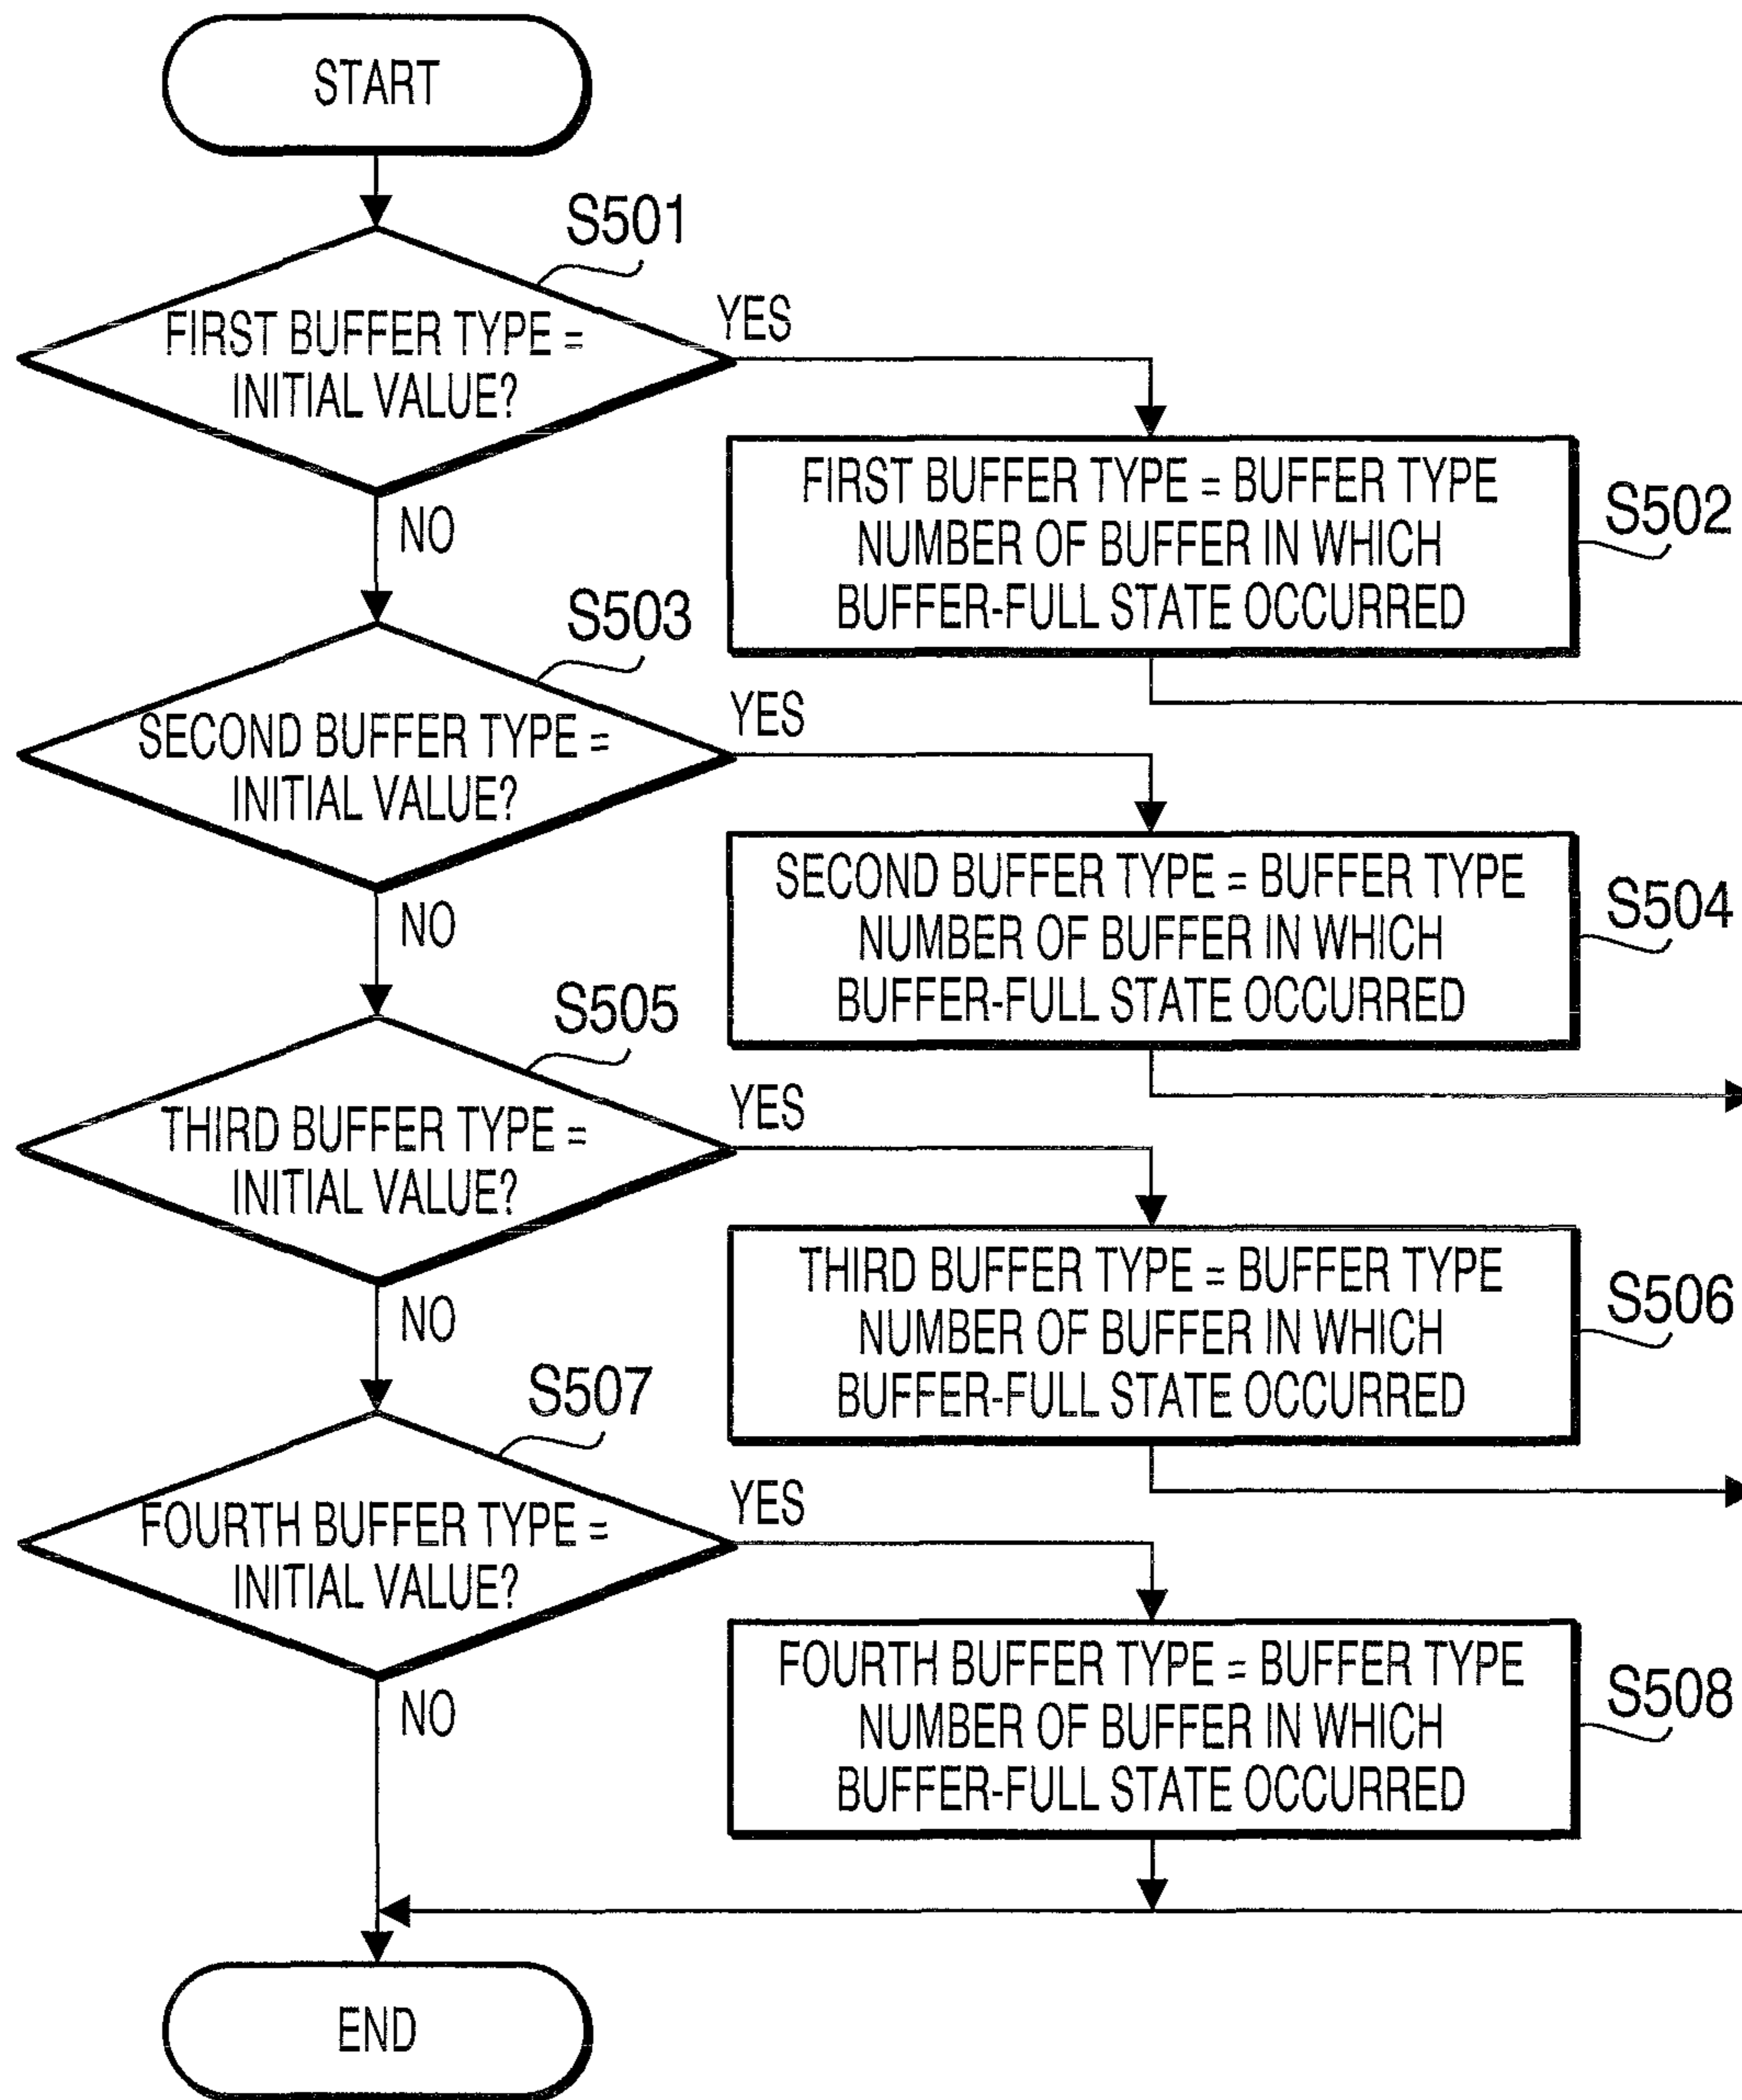 START
S501
FIRST BUFFER TYPE =
INITIAL VALUE?
YES
NO
FIRST BUFFER TYPE = BUFFER TYPE
NUMBER OF BUFFER IN WHICH
BUFFER-FULL STATE OCCURRED
S502
S503
SECOND BUFFER TYPE =
INITIAL VALUE?
YES
NO
SECOND BUFFER TYPE = BUFFER TYPE
NUMBER OF BUFFER IN WHICH
BUFFER-FULL STATE OCCURRED
S504
S505
THIRD BUFFER TYPE =
INITIAL VALUE?
YES
NO
THIRD BUFFER TYPE = BUFFER TYPE
NUMBER OF BUFFER IN WHICH
BUFFER-FULL STATE OCCURRED
S506
S507
FOURTH BUFFER TYPE =
INITIAL VALUE?
YES
NO
FOURTH BUFFER TYPE = BUFFER TYPE
NUMBER OF BUFFER IN WHICH
BUFFER-FULL STATE OCCURRED
S508
END